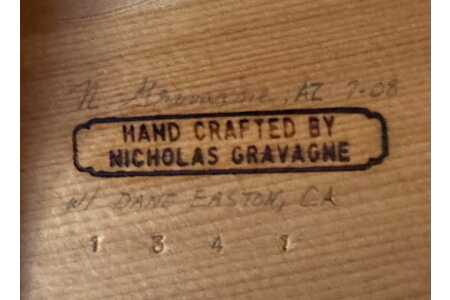 N Gravagne, AZ 7-08
HAND CRAFTED BY
NICHOLAS GRAVAGNE
w/ DANE EASTON, CA
1 3 4 1